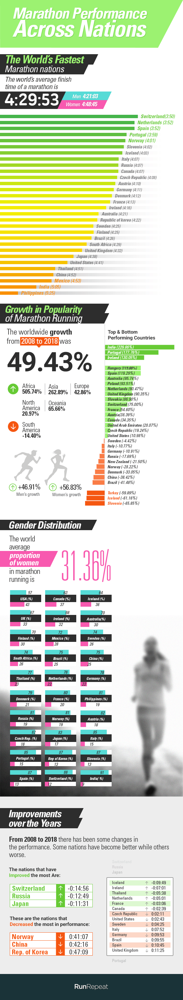 Marathon Performance
Across Nations
The World's Fastest
Marathon nations
The world's average finish
time of a marathon is
4:29:53
Men 4:21:03
Women 4:48:45
Switzerland(3:50)
Netherlands (3:52)
Spain (3:52)
Portugal (3:59)
Norway (4:01)
Slovenia (4:02)
Iceland (4:03)
Italy (4:07)
Russia (4:07)
Canada (4:07)
Czech Republic (4:08)
Austria (4:10)
Germany (4:11)
Denmark (4:12)
France (4:13)
Ireland (4:16)
Australia (4:21)
Republic of korea (4:22)
Sweden (4:25)
Finland (4:25)
Brazil (4:26)
South Africa (4:29)
United Kingdom (4:32)
Japan (4:38)
United States (4:41)
Thailand (4:51)
China (4:52)
Mexico (4:53)
India (5:05)
Philippines (5:25)
Growth in Popularity
of Marathon Running
The worldwide growth
from 2008 to 2018 was
49.43%
Africa
505.74%
Asia
262.89%
Europe
42.86%
North
America
20.97%
Oceania
65.66%
South
America
-14.40%
+46.91%
Men's growth
+56.83%
Women's growth
Top & Bottom
Performing Countries
India (229.86%)
Portugal (177.76%)
Ireland (130.05%)
Hungary (119.88%)
Spain (119.29%)
Australia (95.74%)
Poland (93.51%)
Netherlands (90.47%)
United Kingdom (90.35%)
Slovakia (86.90%)
Switzerland (75.00%)
France (54.60%)
Austria(38.39%)
Canada (34.35%)
United Arab Emirates (28.07%)
Czech Republic (19.24%)
United States (10.98%)
Sweden (-4.42%)
Italy (-10.77%)
Germany (-10.91%)
Russia (-17.69%)
New Zealand (-21.50%)
Norway (-28.22%)
Denmark (-33.05%)
China (-38.42%)
Brazil (-41.48%)
Turkey (-59.89%)
Iceland (-61.16%)
Slovenia (-65.85%)
Gender Distribution
The world
average
proportion
of women
in marathon
running is
31.36%
57 63 64
USA (%) Canada (%) Iceland (%)
43 37 36
67 68 70
UK (%) Ireland (%) Australia(%)
33 32 30
70 72 74
Finland (%) Mexico (%) Sweden (%)
30 28 26
74 75 75
South Africa (%) Brazil (%) China (%)
26 25 25
77 78 78
Thailand (%) Netherlands (%) Germany (%)
23 22 22
79 80 81
Denmark (%) France (%) Philippines (%)
21 20 19
81 81 82
Russia (%) Norway (%) Austria (%)
19 19 18
82 83 85
Czech Rep. (%) Japan (%) Italy (%)
18 17 15
85 87 87
Portugal (%) Rep of Korea (%) Slovenia (%)
15 13 13
87 88 91
Spain (%) Switzerland (%) India( %)
13 12 9
Improvements
over the Years
From 2008 to 2018 there has been some changes in
the performance. Some nations have become better while others
worse.
The nations that have
Improved the most Are:
Switzerland ↑ -0:14:56
Russia ↑ -0:12:49
Japan ↑ -0:11:31
These are the nations that
Decreased the most in performance:
Norway ↓ 0:41:07
China ↓ 0:42:16
Rep. of Korea ↓ 0:47:09
Switzerland
Russia
Japan
Iceland ↑ -0:09:49
Ireland ↑ -0:07:01
Thailand ↑ -0:05:38
Netherlands ↑ -0:05:01
France ↑ -0:03:06
Canada ↑ -0:02:39
Czech Republic ↓ 0:02:11
United States ↓ 0:02:43
Sweden ↓ 0:04:25
Italy ↓ 0:07:52
Germany ↓ 0:09:53
Brazil ↓ 0:09:55
Spain ↓ 0:10:45
United Kingdom ↓ 0:11:25
Portugal
RunRepeat